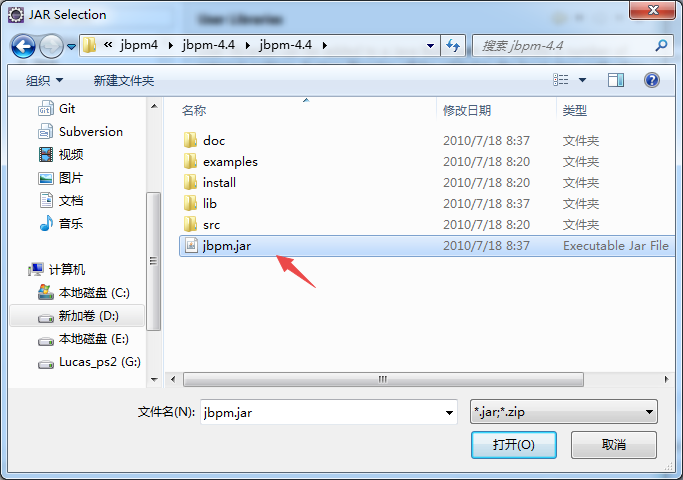 JAR Selection
User Libraries
« jbpm4 jbpm-4.4 jbpm-4.4
搜索 jbpm-4.4
组织 新建文件夹
名称 修改日期 类型
Git
Subversion
视频
图片
文档
音乐
计算机
本地磁盘 (C:)
新加卷 (D:)
本地磁盘 (E:)
Lucas_ps2 (G:)
doc 2010/7/18 8:37 文件夹
examples 2010/7/18 8:20 文件夹
install 2010/7/18 8:20 文件夹
lib 2010/7/18 8:37 文件夹
src 2010/7/18 8:20 文件夹
jbpm.jar 2010/7/18 8:37 Executable Jar File
文件名(N): jbpm.jar *.jar;*.zip
打开(O) 取消